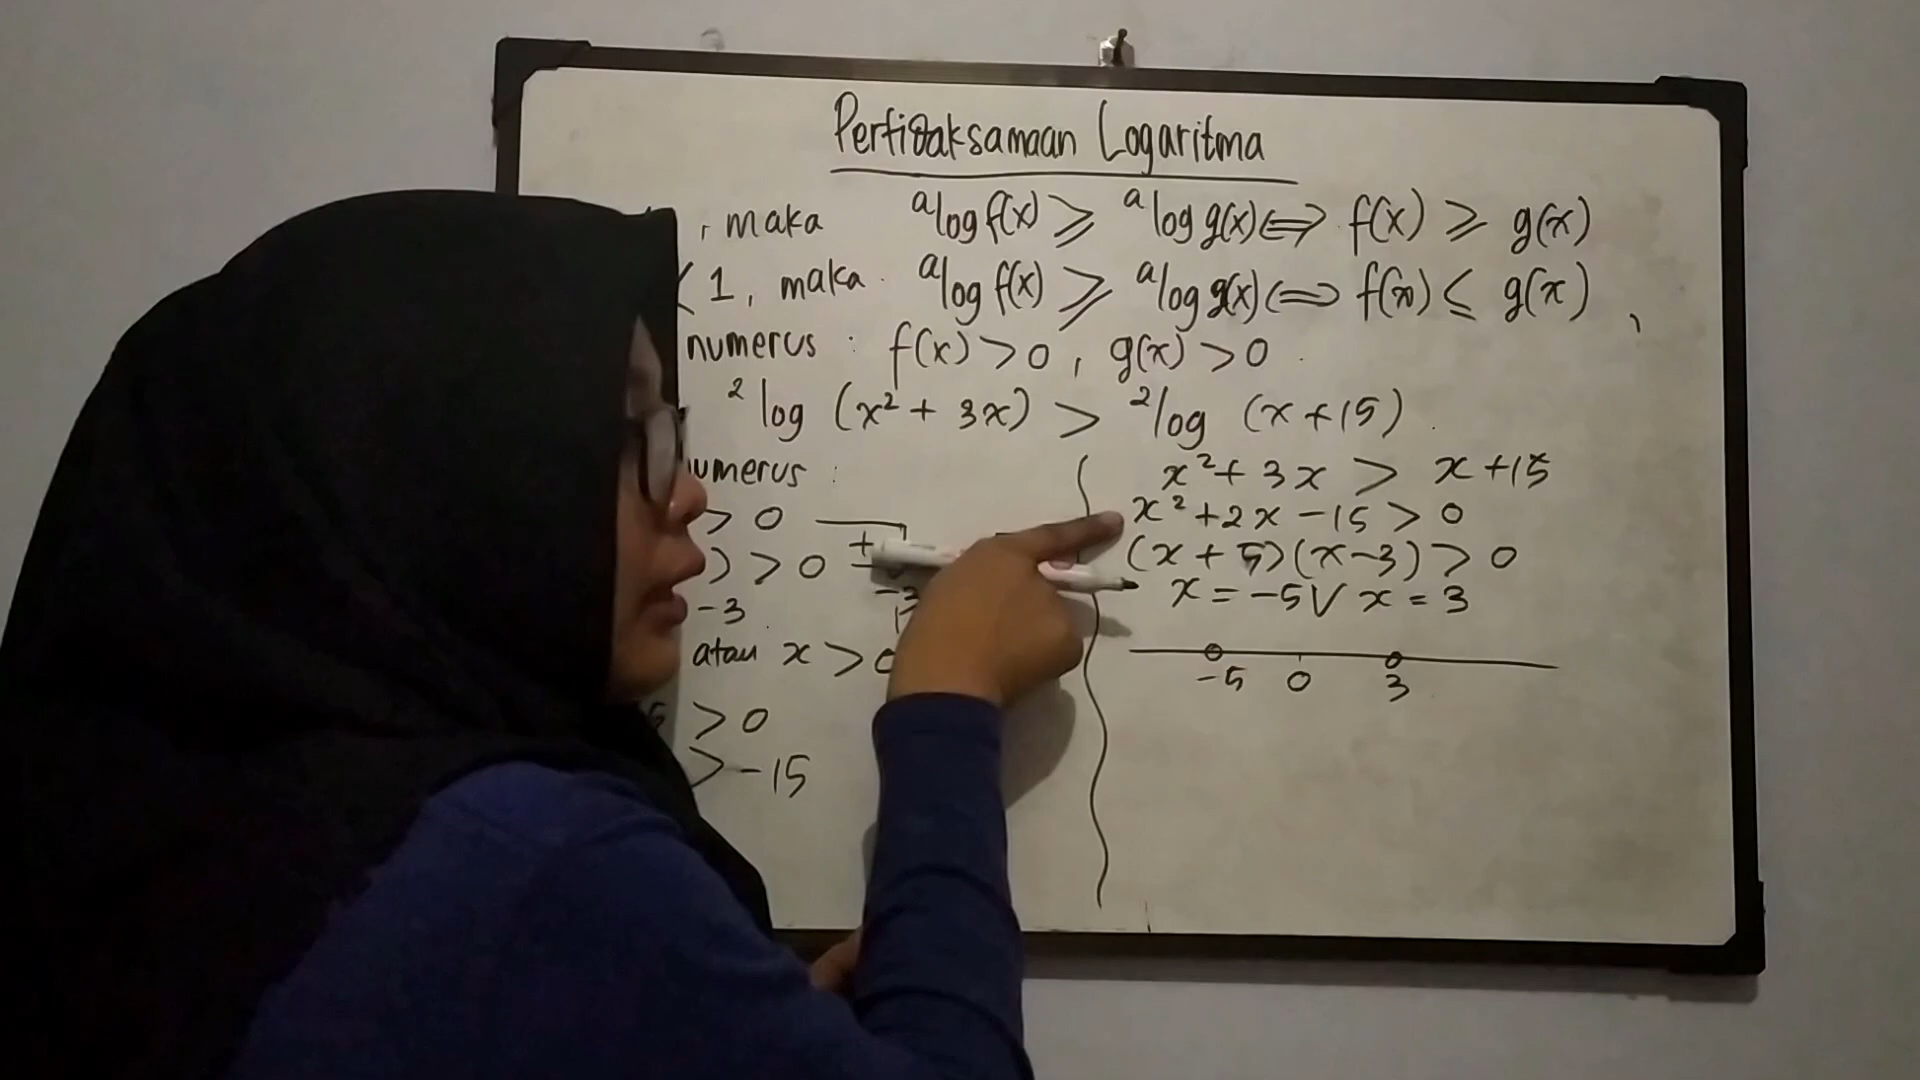 Pertidaksamaan Logaritma
, maka ᵃlog f(x) ⩾ ᵃlog g(x) ⟺ f(x) ⩾ g(x)
< 1, maka ᵃlog f(x) ⩾ ᵃlog g(x) ⟺ f(x) ≤ g(x)
numerus : f(x) > 0, g(x) > 0
²log (x² + 3x) > ²log (x + 15)
umerus :
> 0
) > 0
-3
atau x > 0
> 0
> -15
+
-3
x² + 3x > x + 15
x² + 2x - 15 > 0
(x + 5)(x - 3) > 0
x = -5 V x = 3
-5 0 3